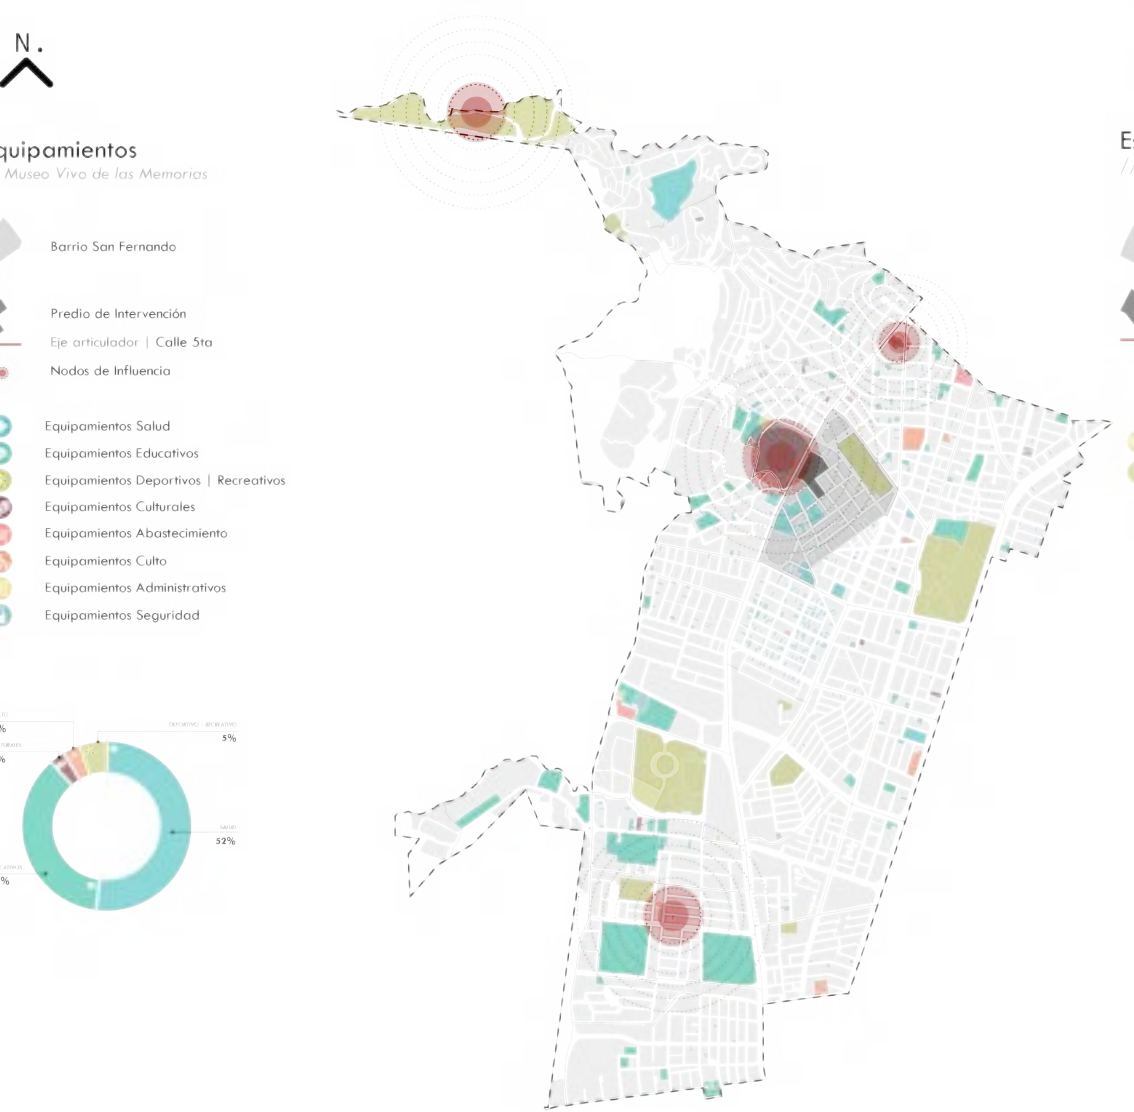 N.
quipamientos
Museo Vivo de las Memorias
Barrio San Fernando
Predio de Intervención
Eje articulador | Calle 5ta
Nodos de Influencia
Equipamientos Salud
Equipamientos Educativos
Equipamientos Deportivos | Recreativos
Equipamientos Culturales
Equipamientos Abastecimiento
Equipamientos Culto
Equipamientos Administrativos
Equipamientos Seguridad
DEPORTIVO | RECREATIVO
5%
%
%
SALUD
52%
%
E
//